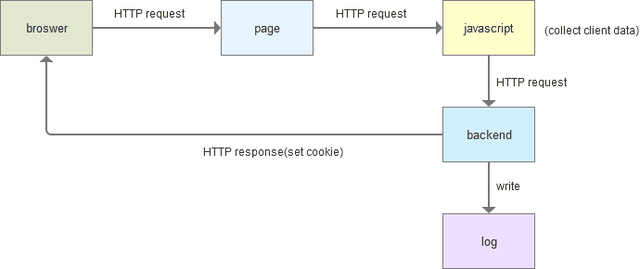 broswer
HTTP request
page
HTTP request
javascript
(collect client data)
HTTP request
backend
HTTP response(set cookie)
write
log